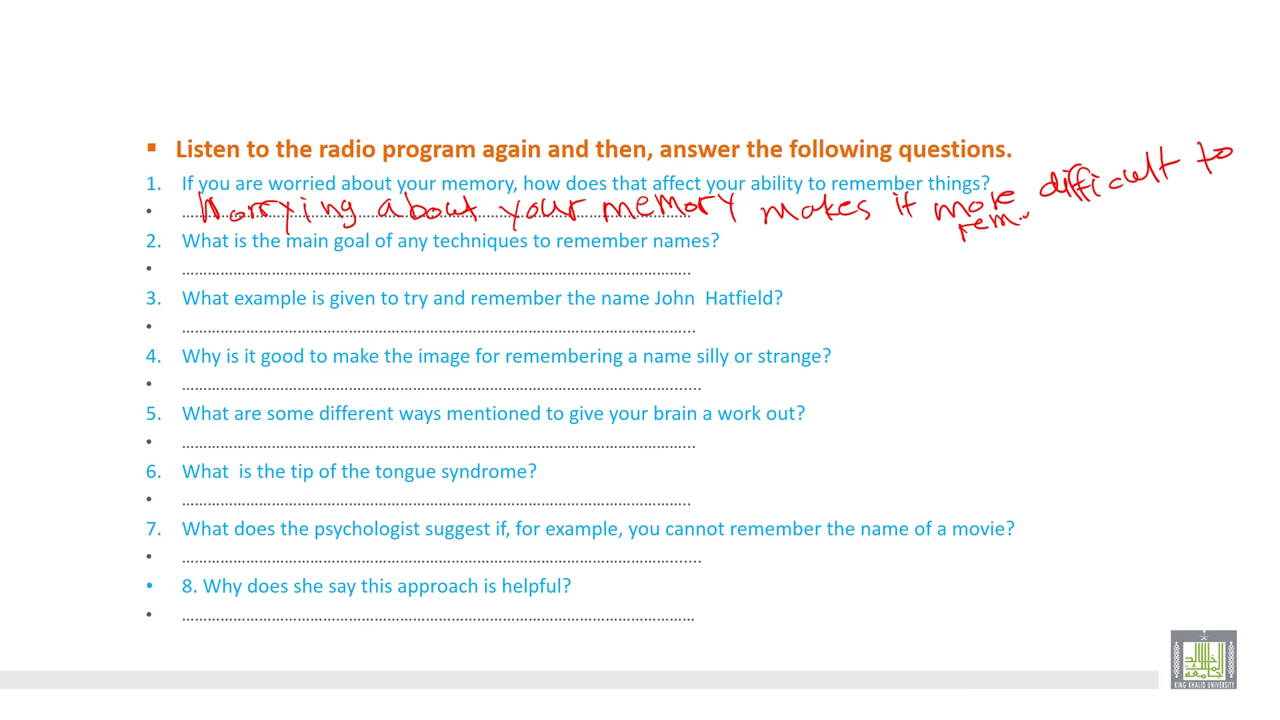 ▪ Listen to the radio program again and then, answer the following questions.
1. If you are worried about your memory, how does that affect your ability to remember things?
• Worrying about your memory makes it more difficult to
rem..
2. What is the main goal of any techniques to remember names?
• ……………………………………………………………………………………..
3. What example is given to try and remember the name John  Hatfield?
• ……………………………………………………………………………………...
4. Why is it good to make the image for remembering a name silly or strange?
• …………………………………………………………………………………......
5. What are some different ways mentioned to give your brain a work out?
• ……………………………………………………………………………………...
6. What  is the tip of the tongue syndrome?
• ……………………………………………………………………………………..
7. What does the psychologist suggest if, for example, you cannot remember the name of a movie?
• …………………………………………………………………………………......
• 8. Why does she say this approach is helpful?
• ………………………………………………………………………………………
جامعة الملك خالد
KING KHALID UNIVERSITY